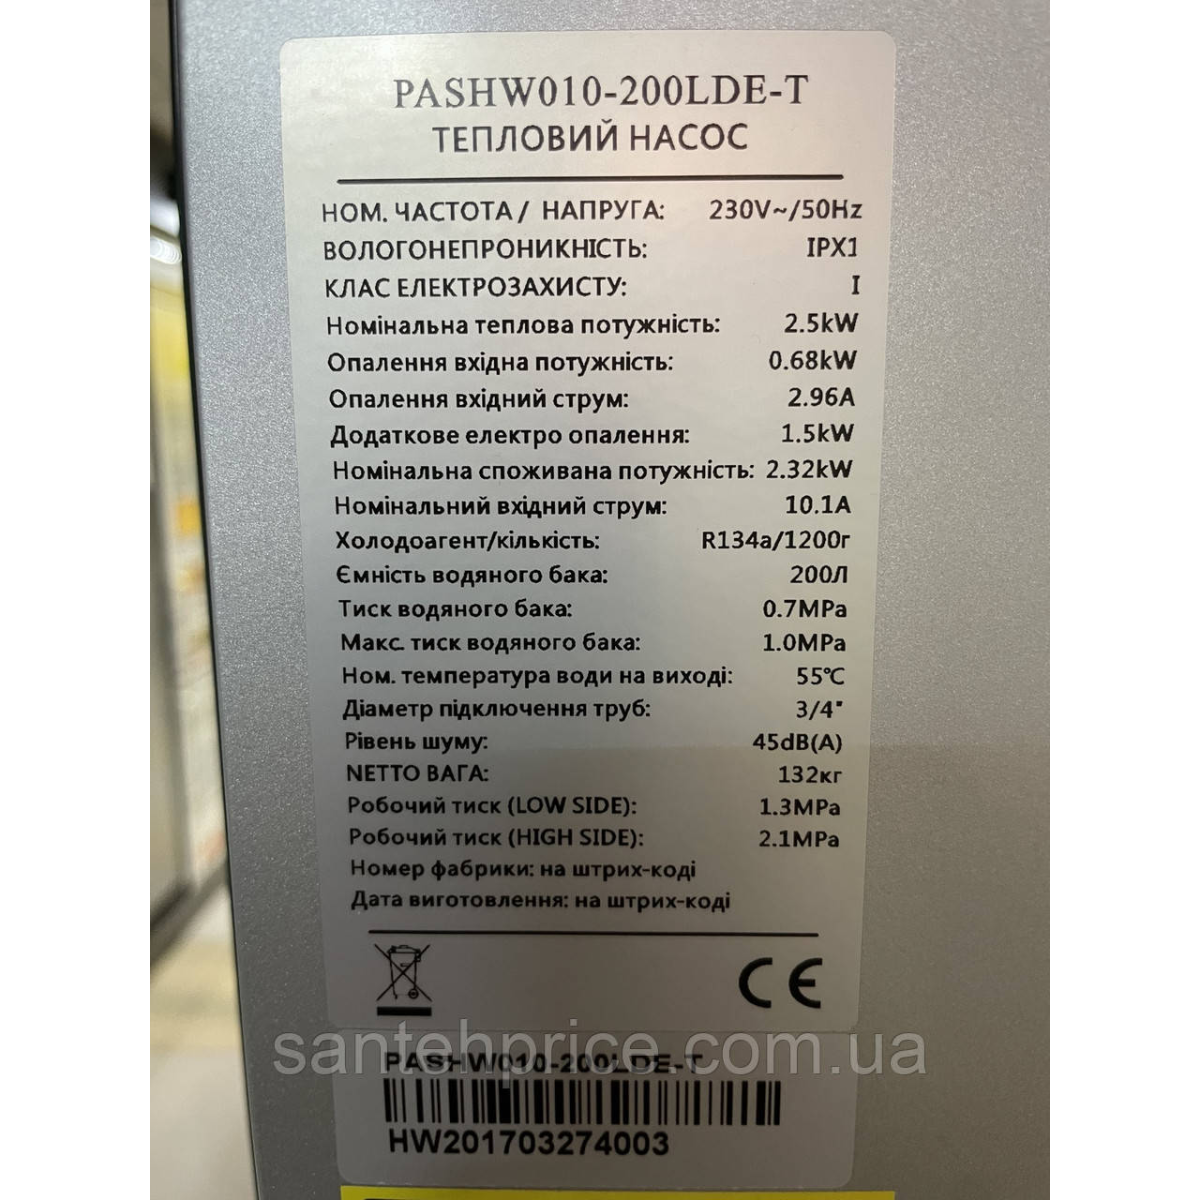 PASHW010-200LDE-T
ТЕПЛОВИЙ НАСОС
НОМ. ЧАСТОТА / НАПРУГА: 230V~/50Hz
ВОЛОГОНЕПРОНИКНІСТЬ: IPX1
КЛАС ЕЛЕКТРОЗАХИСТУ: I
Номінальна теплова потужність: 2.5kW
Опалення вхідна потужність: 0.68kW
Опалення вхідний струм: 2.96A
Додаткове електро опалення: 1.5kW
Номінальна споживана потужність: 2.32kW
Номінальний вхідний струм: 10.1A
Холодоагент/кількість: R134a/1200г
Ємність водяного бака: 200Л
Тиск водяного бака: 0.7MPa
Макс. тиск водяного бака: 1.0MPa
Ном. температура води на виході: 55℃
Діаметр підключення труб: 3/4"
Рівень шуму: 45dB(A)
NETTO ВАГА: 132кг
Робочий тиск (LOW SIDE): 1.3MPa
Робочий тиск (HIGH SIDE): 2.1MPa
Номер фабрики: на штрих-коді
Дата виготовлення: на штрих-коді
CE
santehprice.com.ua
PASHW010-200LDE-T
HW201703274003